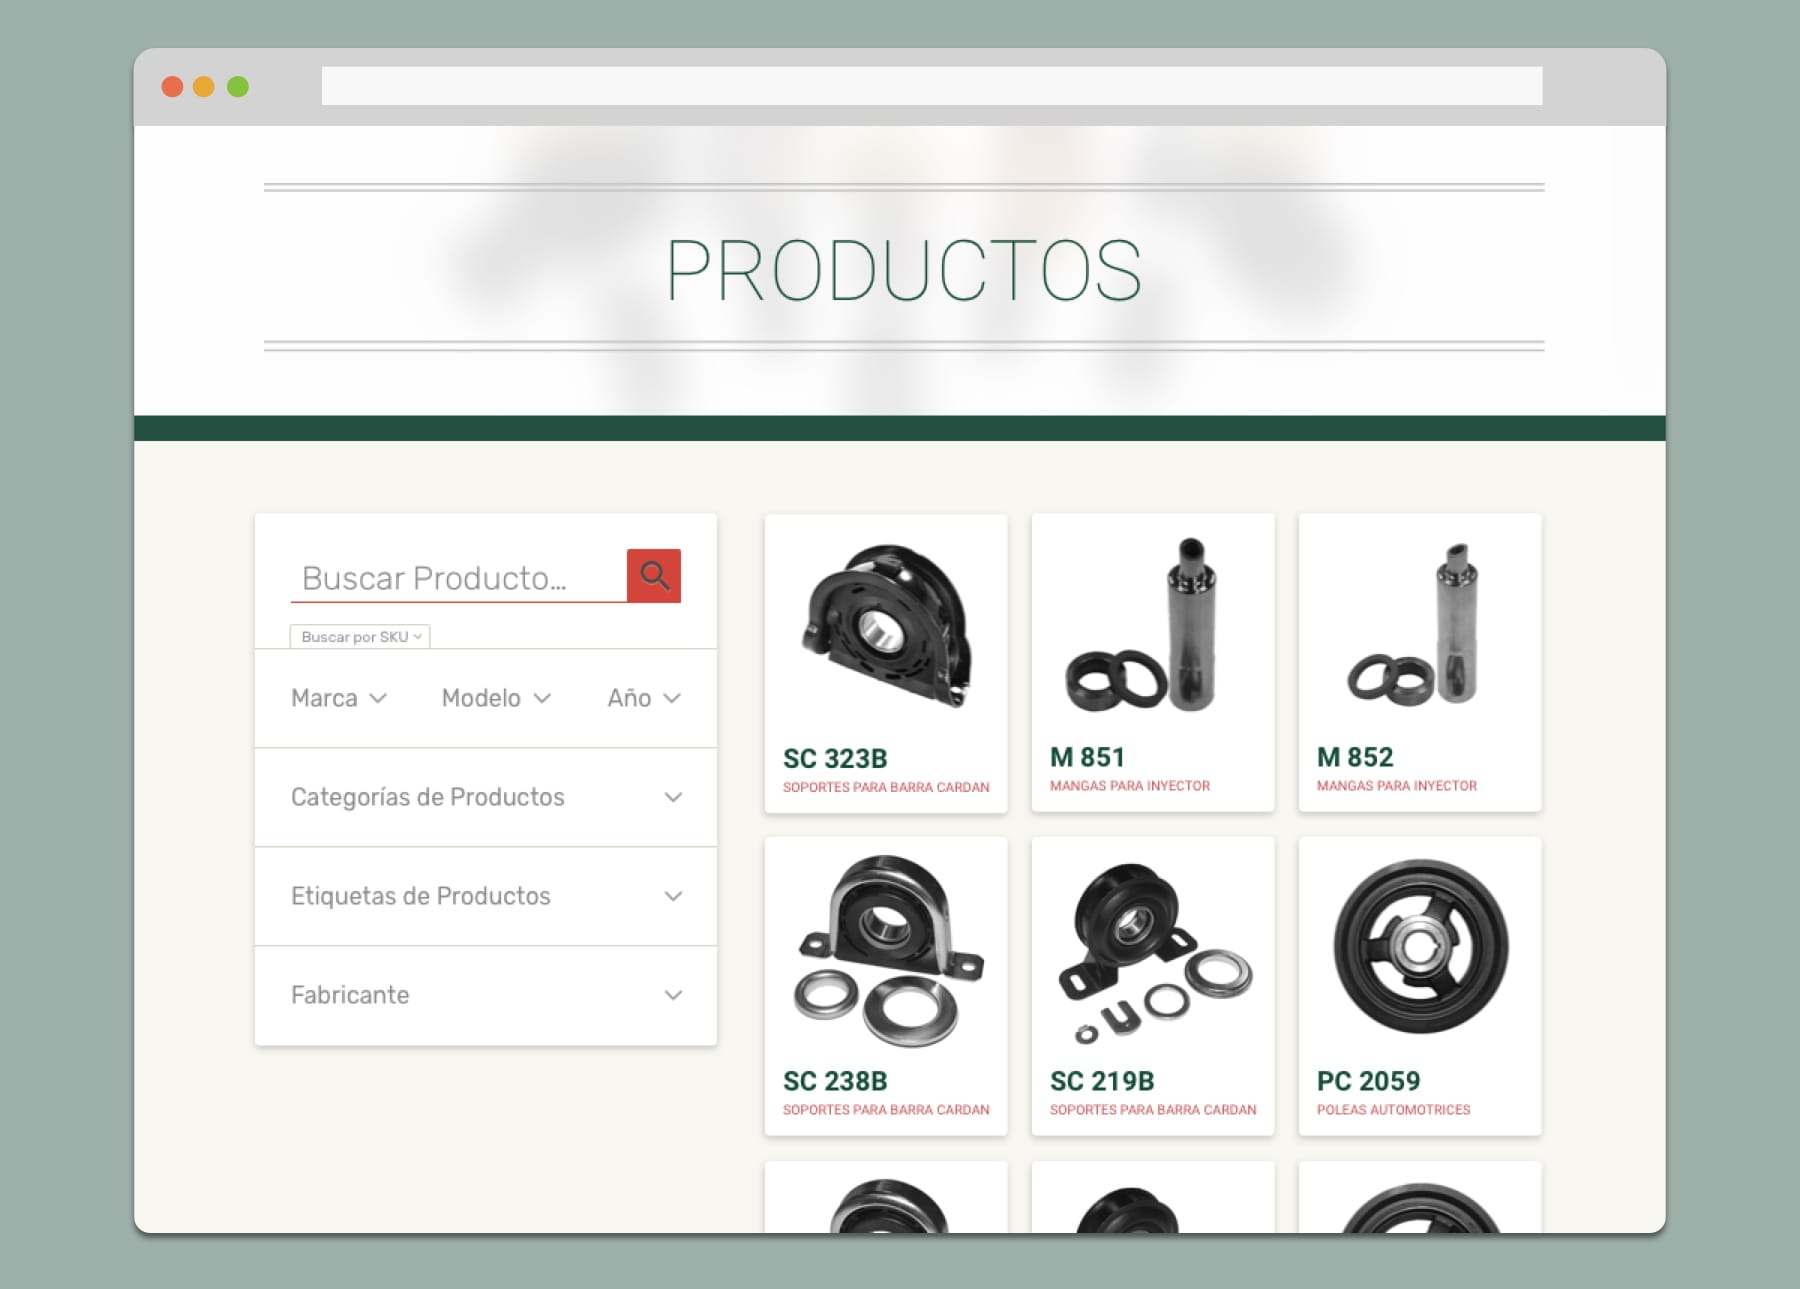 PRODUCTOS
Buscar Producto...
Buscar por SKU
Marca Modelo Año
Categorías de Productos
Etiquetas de Productos
Fabricante
SC 323B
SOPORTES PARA BARRA CARDAN
M 851
MANGAS PARA INYECTOR
M 852
MANGAS PARA INYECTOR
SC 238B
SOPORTES PARA BARRA CARDAN
SC 219B
SOPORTES PARA BARRA CARDAN
PC 2059
POLEAS AUTOMOTRICES